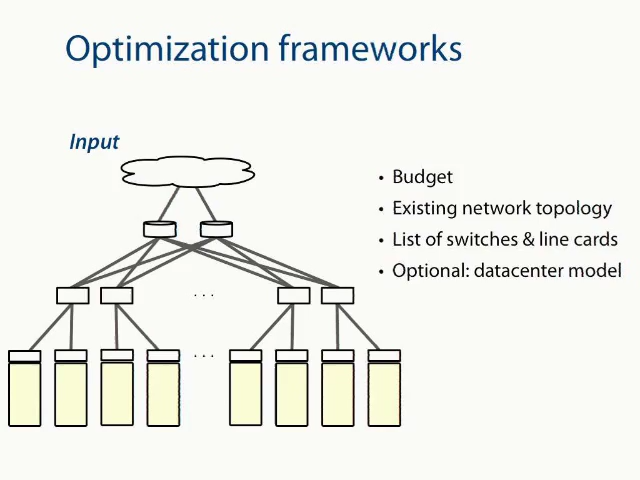 Optimization frameworks
Input
• Budget
• Existing network topology
• List of switches & line cards
• Optional: datacenter model
. . .
. . .